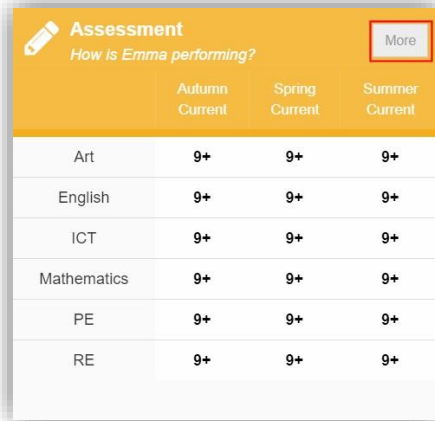 Assessment
How is Emma performing?
More
Autumn Current Spring Current Summer Current
Art 9+ 9+ 9+
English 9+ 9+ 9+
ICT 9+ 9+ 9+
Mathematics 9+ 9+ 9+
PE 9+ 9+ 9+
RE 9+ 9+ 9+